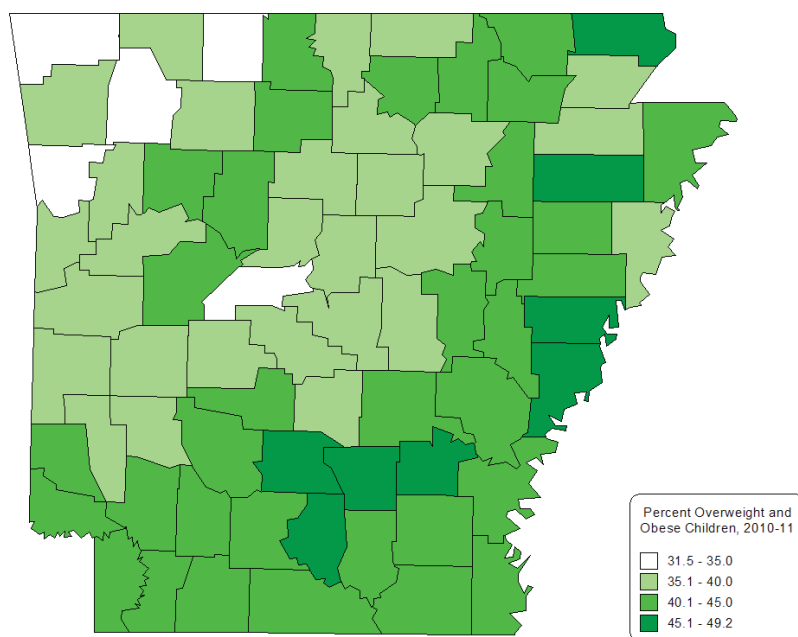 Percent Overweight and
Obese Children, 2010-11
31.5 - 35.0
35.1 - 40.0
40.1 - 45.0
45.1 - 49.2